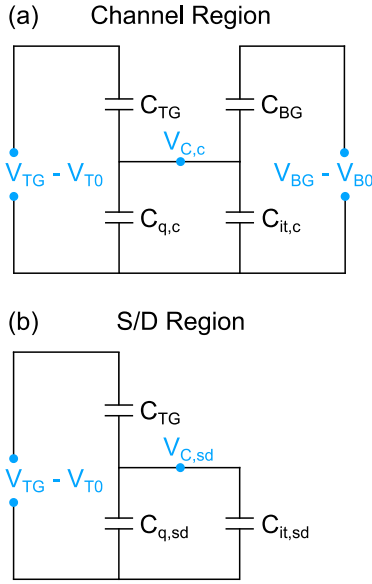 (a) Channel Region
C_TG C_BG
V_C,c
V_TG - V_T0 V_BG - V_B0
C_q,c C_it,c
(b) S/D Region
C_TG
V_C,sd
V_TG - V_T0
C_q,sd C_it,sd